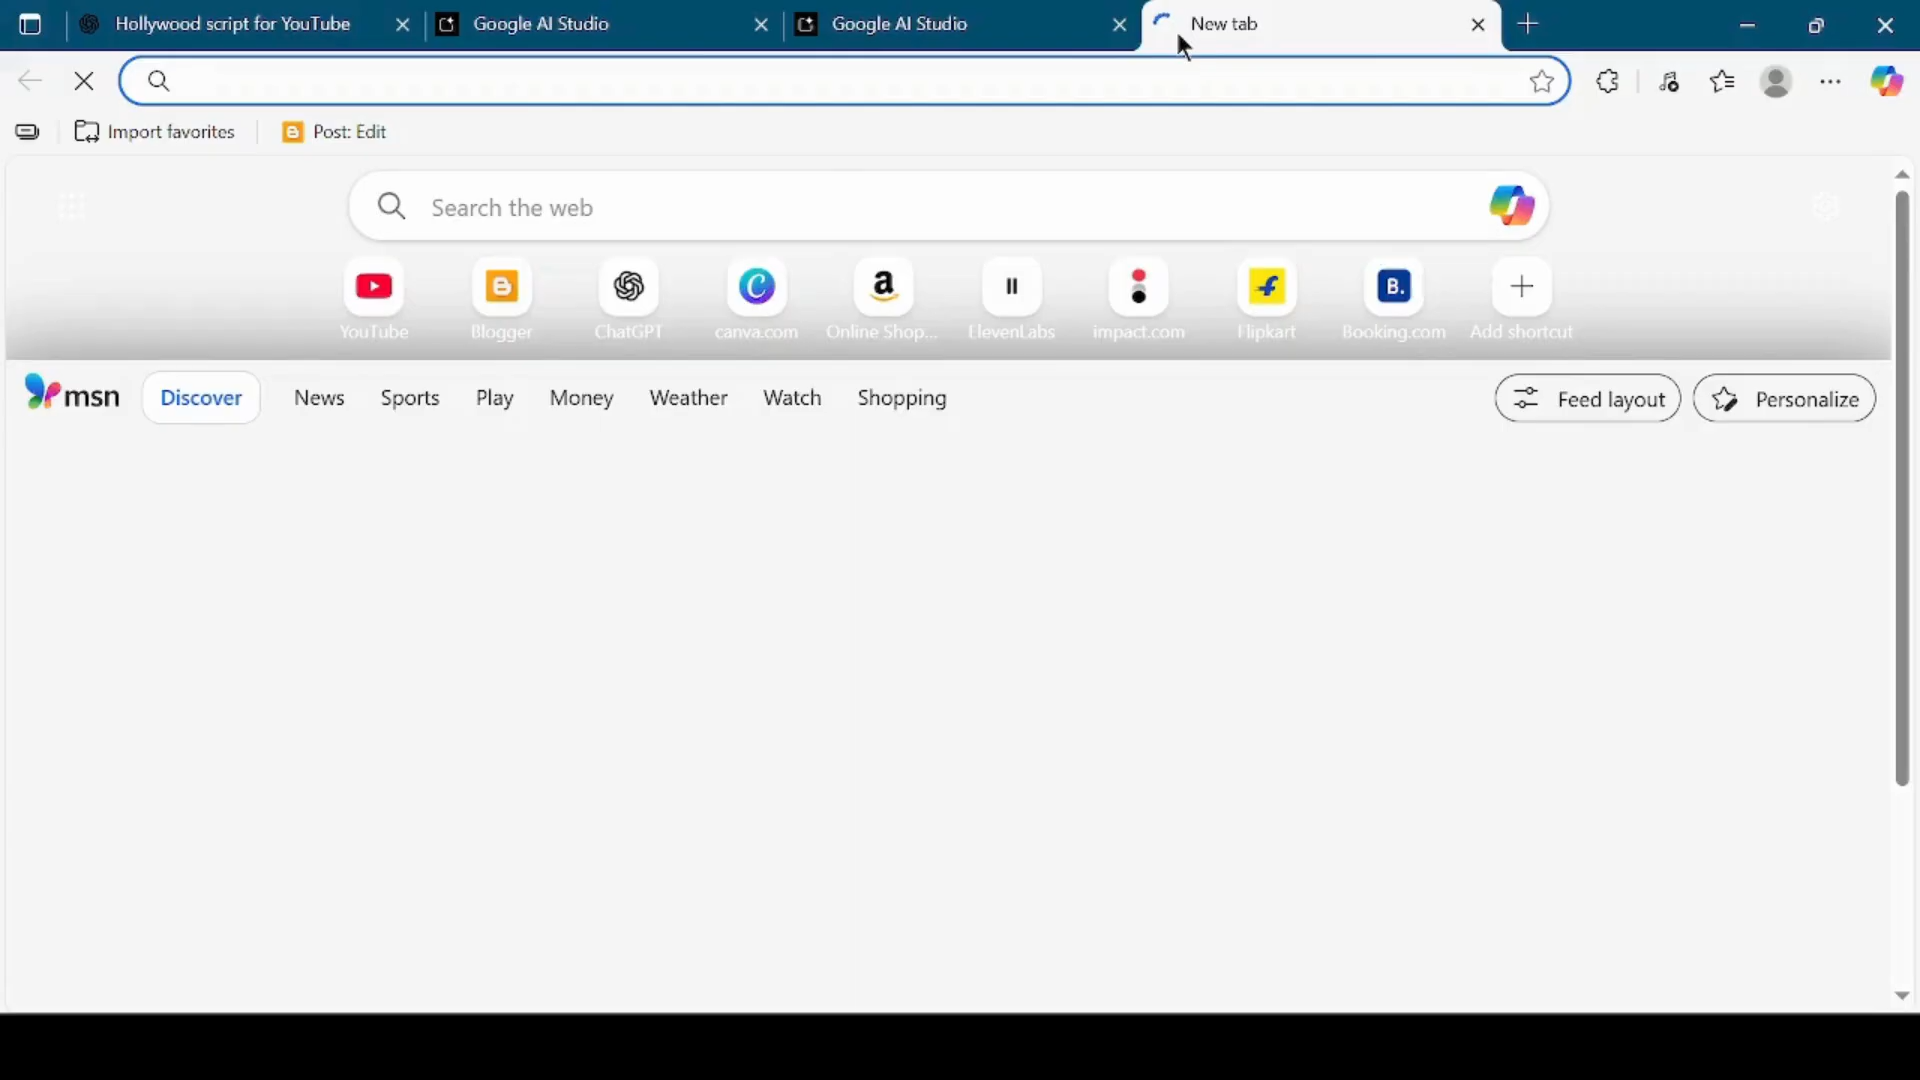 Hollywood script for YouTube
Google AI Studio
Google AI Studio
New tab
Import favorites
Post: Edit
Search the web
YouTube
Blogger
ChatGPT
canva.com
Online Shop...
ElevenLabs
impact.com
Flipkart
Booking.com
Add shortcut
msn
Discover
News
Sports
Play
Money
Weather
Watch
Shopping
Feed layout
Personalize